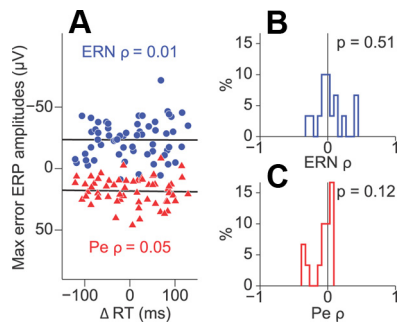 A
ERN ρ = 0.01
Max error ERP amplitudes (μV)
−50
0
50
Pe ρ = 0.05
−100
0
100
Δ RT (ms)
B
p = 0.51
%
15
10
5
0
−1
0
1
ERN ρ
C
p = 0.12
%
15
10
5
0
−1
0
1
Pe ρ